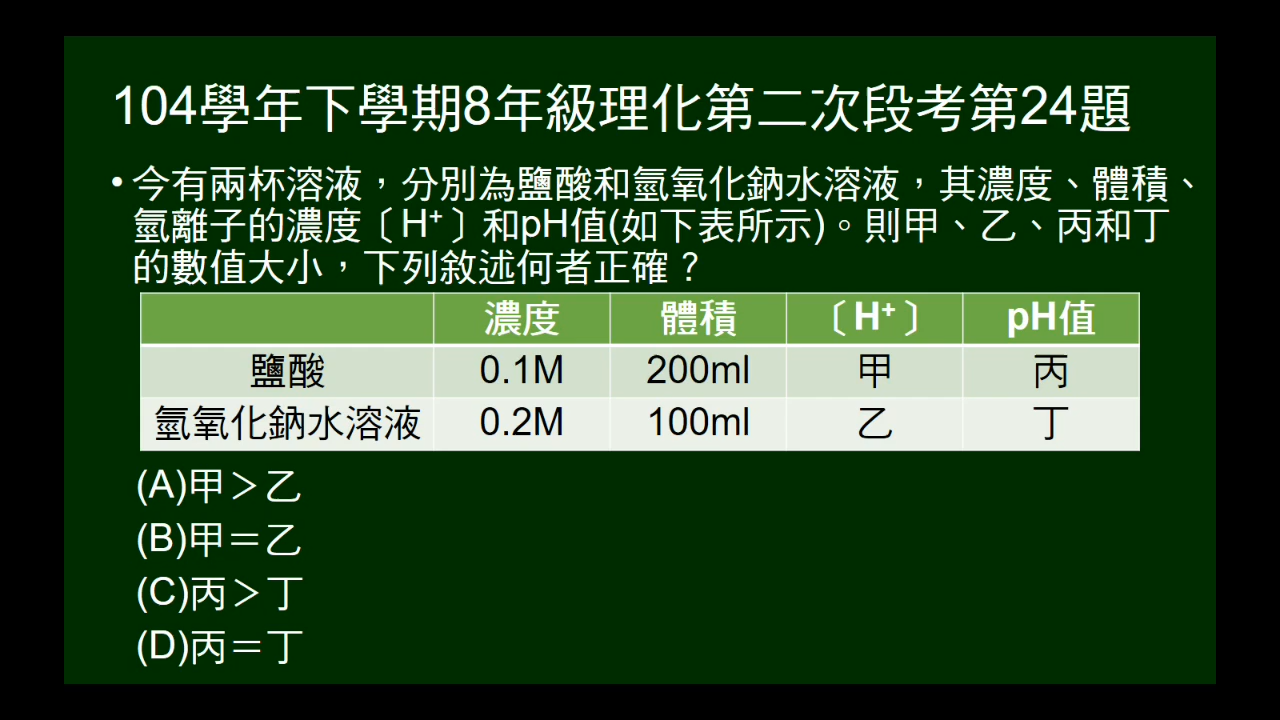 104學年下學期8年級理化第二次段考第24題
•今有兩杯溶液，分別為鹽酸和氫氧化鈉水溶液，其濃度、體積、
氫離子的濃度〔H⁺〕和pH值(如下表所示)。則甲、乙、丙和丁
的數值大小，下列敘述何者正確？
濃度 體積 〔H⁺〕 pH值
鹽酸 0.1M 200ml 甲 丙
氫氧化鈉水溶液 0.2M 100ml 乙 丁
(A)甲＞乙
(B)甲＝乙
(C)丙＞丁
(D)丙＝丁